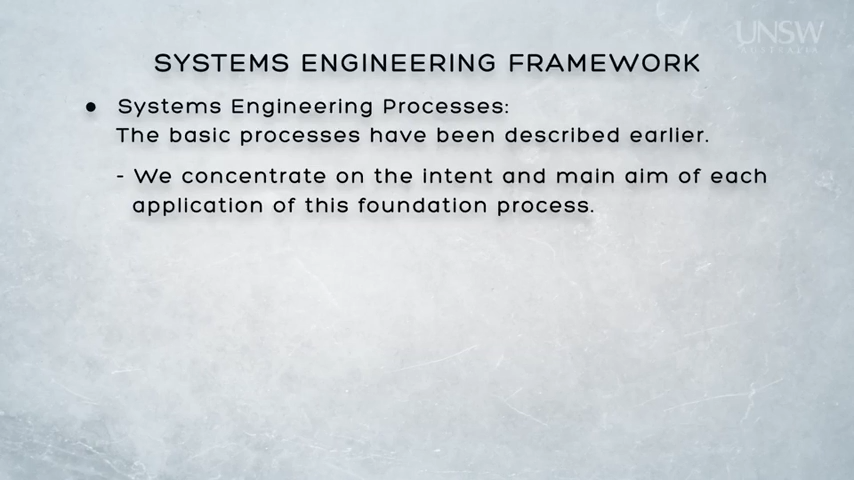 UNSW
AUSTRALIA
SYSTEMS ENGINEERING FRAMEWORK
● Systems Engineering Processes:
The basic processes have been described earlier.
- We concentrate on the intent and main aim of each
application of this foundation process.